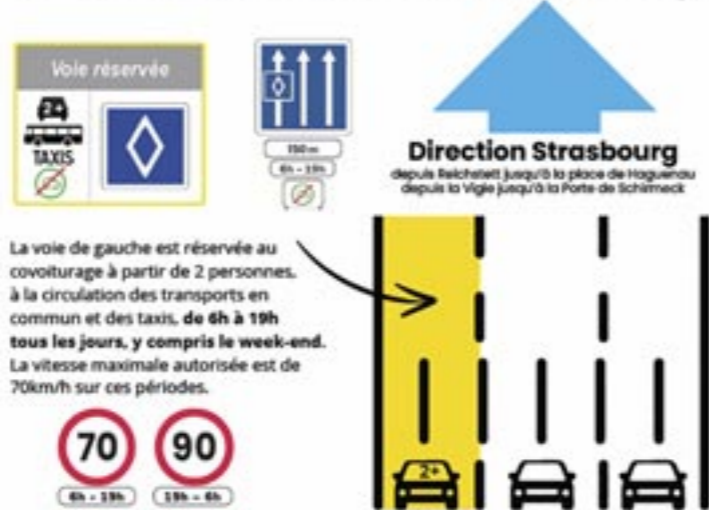 Voie réservée
2+
TAXIS
150m
6h - 19h
Direction Strasbourg
depuis Reichstett jusqu'à la place de Haguenau
depuis la Vigie jusqu'à la Porte de Schirmeck
La voie de gauche est réservée au
covoiturage à partir de 2 personnes,
à la circulation des transports en
commun et des taxis, de 6h à 19h
tous les jours, y compris le week-end.
La vitesse maximale autorisée est de
70km/h sur ces périodes.
70
90
6h - 19h
19h - 6h
2+